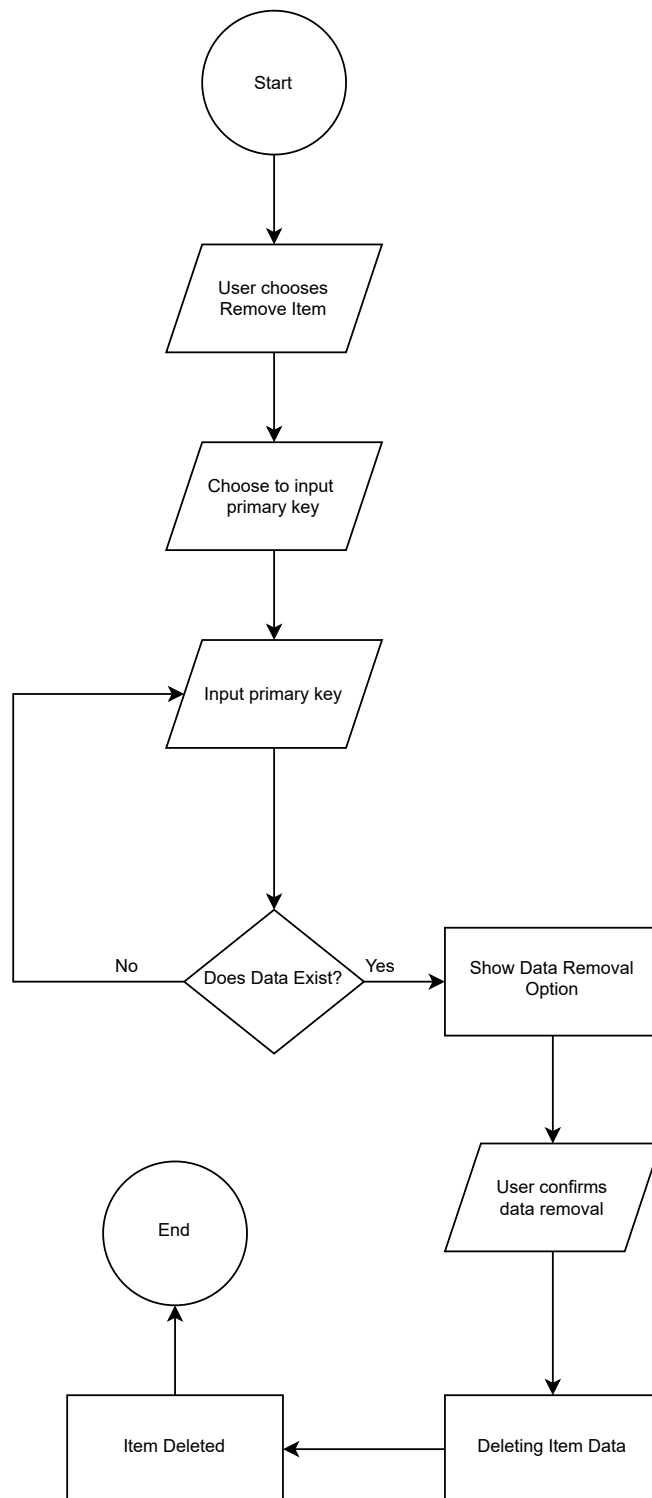 Start
User chooses
Remove Item
Choose to input
primary key
Input primary key
Does Data Exist?
No
Yes
Show Data Removal
Option
User confirms
data removal
End
Item Deleted
Deleting Item Data